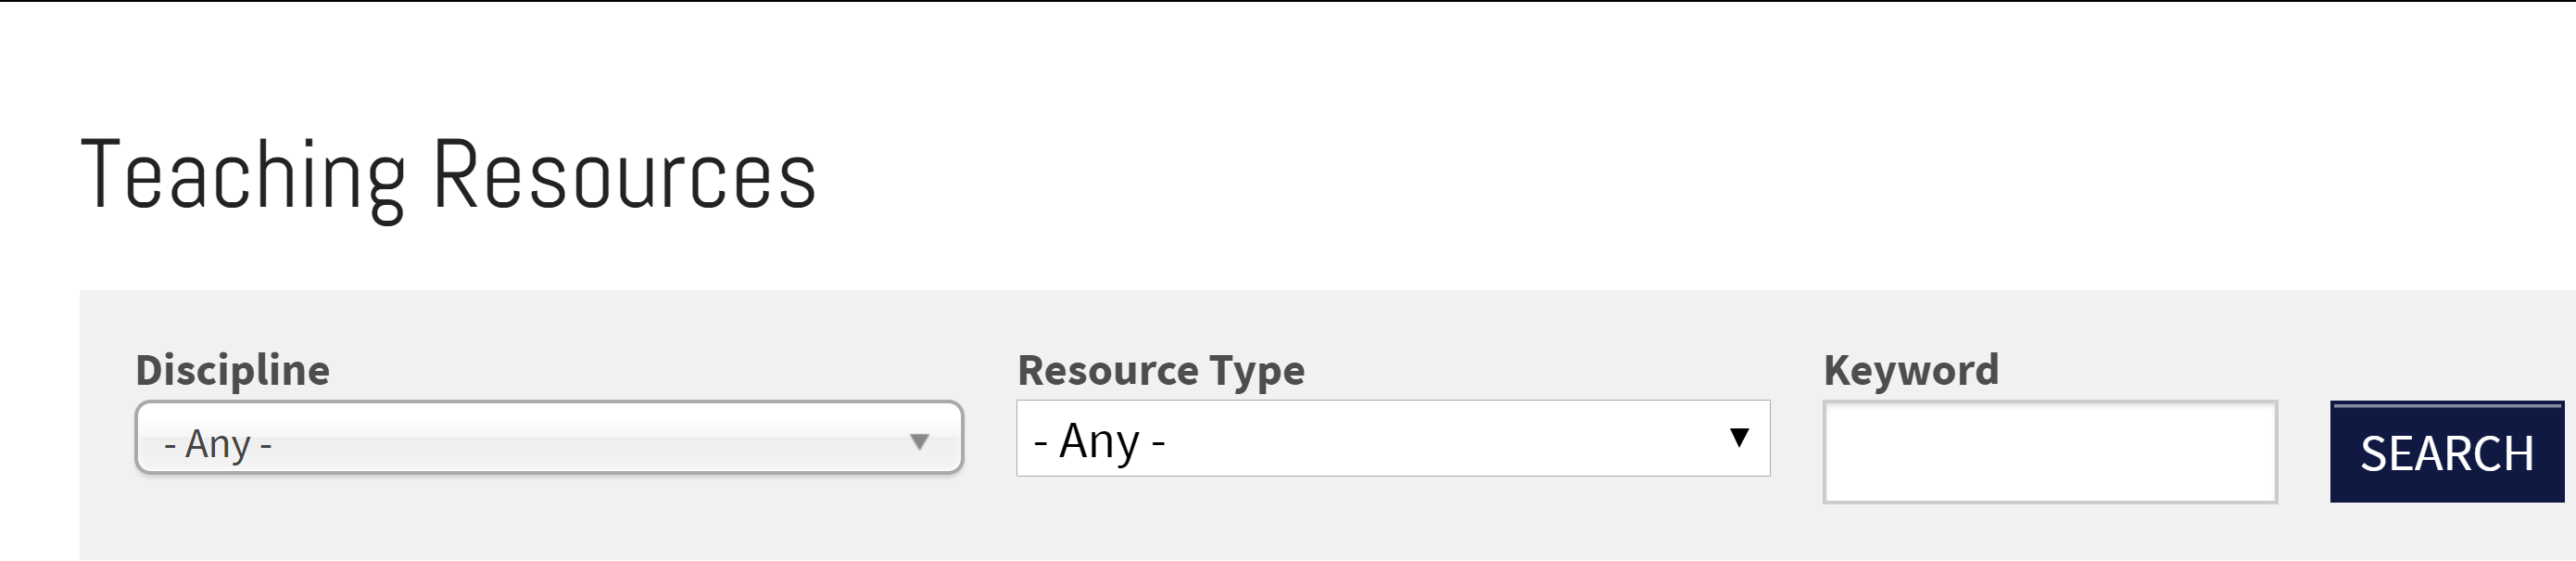 Teaching Resources
Discipline
- Any -
Resource Type
- Any -
Keyword
SEARCH